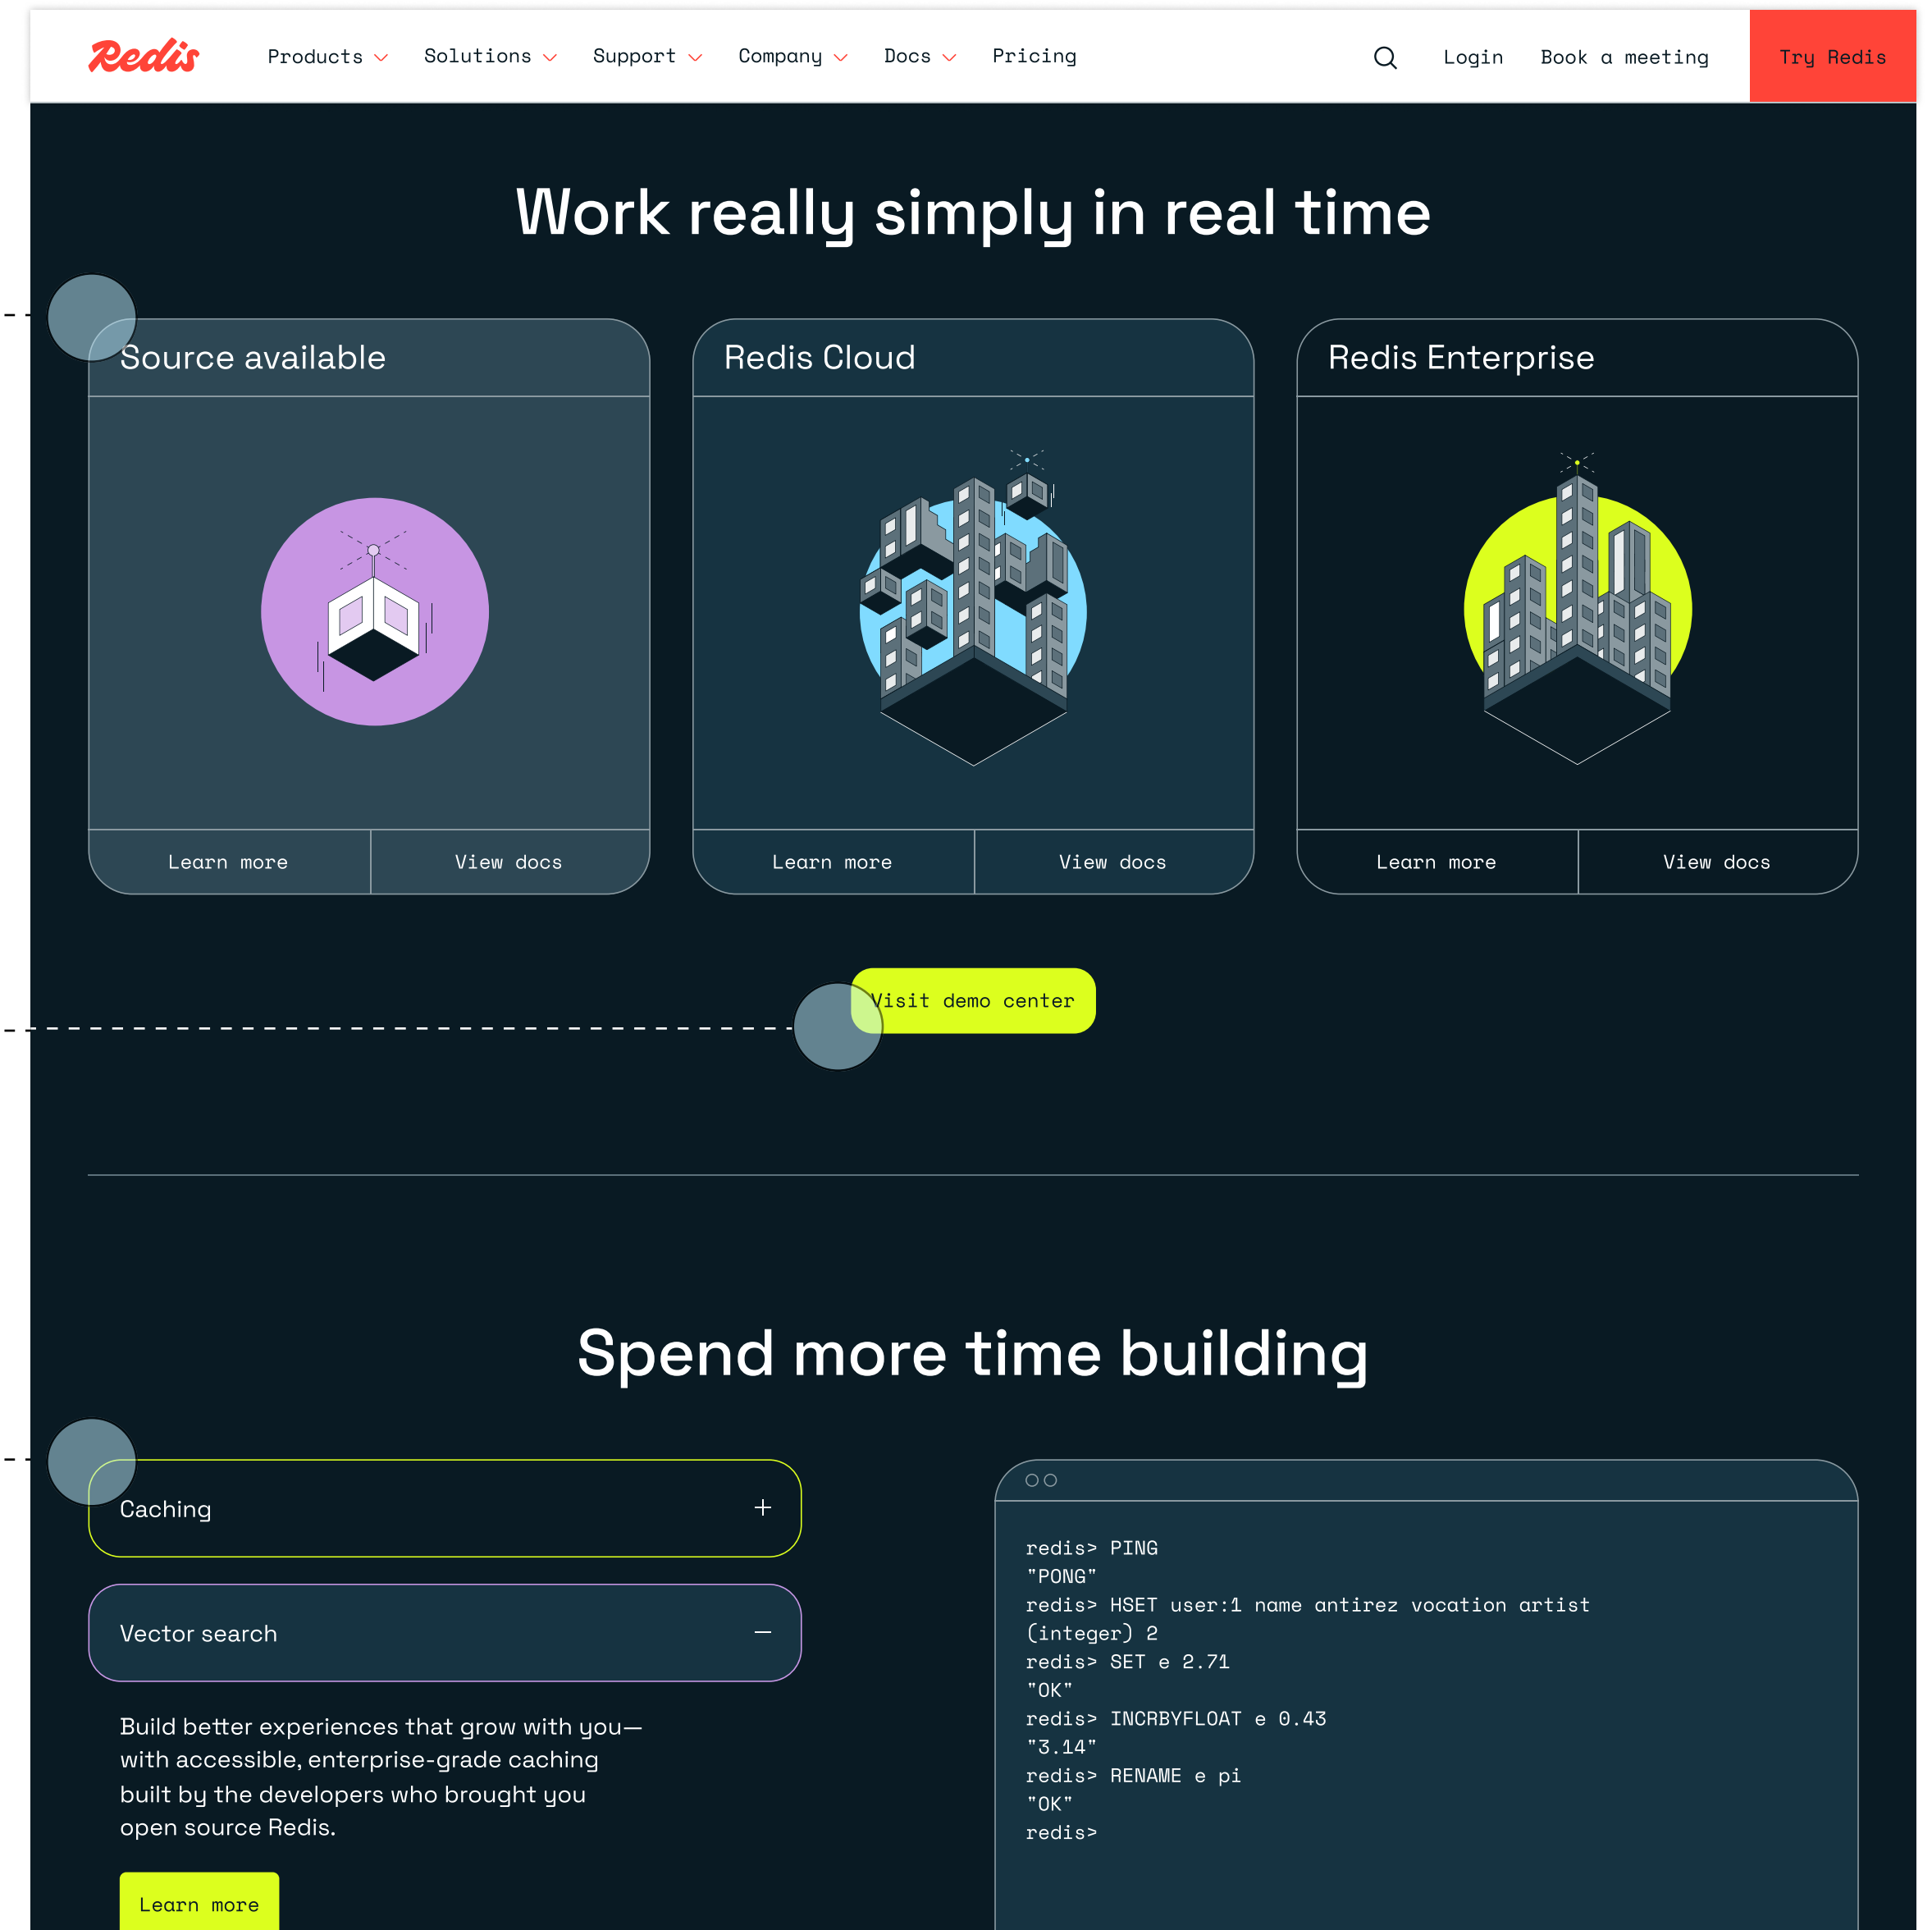 Redis Products Solutions Support Company Docs Pricing Login Book a meeting Try Redis
Work really simply in real time
Source available
Redis Cloud
Redis Enterprise
Learn more View docs
Learn more View docs
Learn more View docs
Visit demo center
Spend more time building
Caching
Vector search
Build better experiences that grow with you—
with accessible, enterprise-grade caching
built by the developers who brought you
open source Redis.
Learn more
redis> PING
"PONG"
redis> HSET user:1 name antirez vocation artist
(integer) 2
redis> SET e 2.71
"OK"
redis> INCRBYFLOAT e 0.43
"3.14"
redis> RENAME e pi
"OK"
redis>